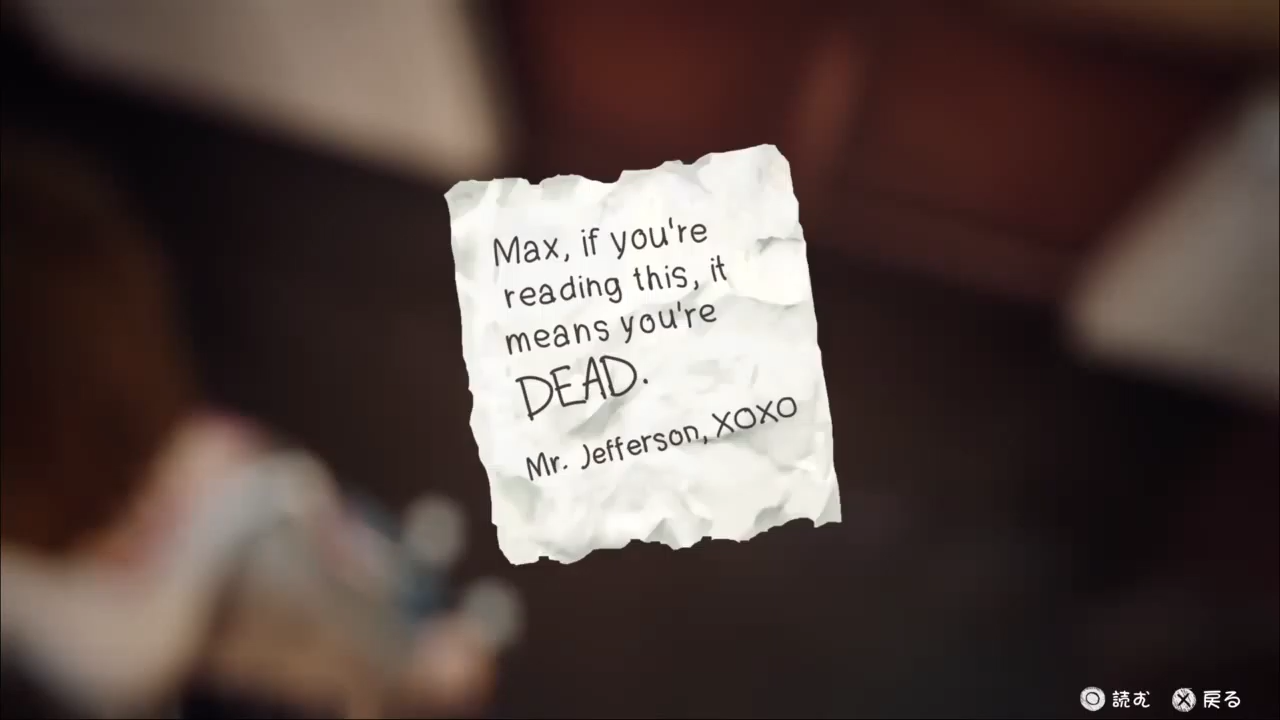 Max, if you're
reading this, it
means you're
DEAD.
Mr. Jefferson, XOXO
読む
戻る